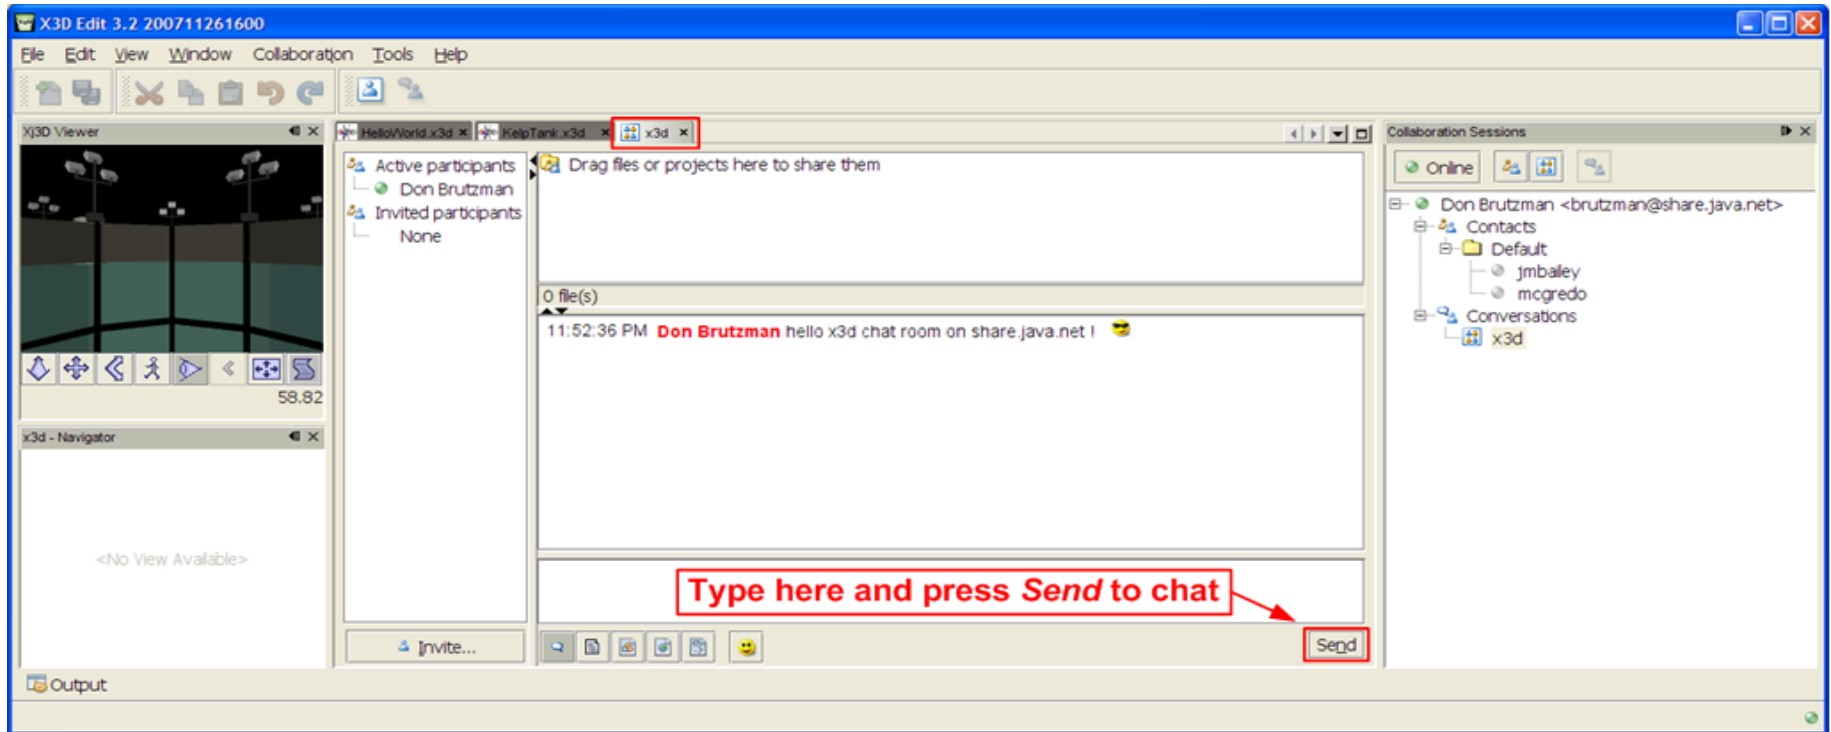 X3D Edit 3.2 200711261600
File Edit View Window Collaboration Tools Help
Xj3D Viewer
58.82
x3d - Navigator
<No View Available>
HelloWorld.x3d KelpTank.x3d x3d
Active participants
Don Brutzman
Invited participants
None
Invite...
Drag files or projects here to share them
0 file(s)
11:52:36 PM Don Brutzman hello x3d chat room on share.java.net !
Type here and press Send to chat
Send
Collaboration Sessions
Online
Don Brutzman <brutzman@share.java.net>
Contacts
Default
jmbailey
mcgredo
Conversations
x3d
Output